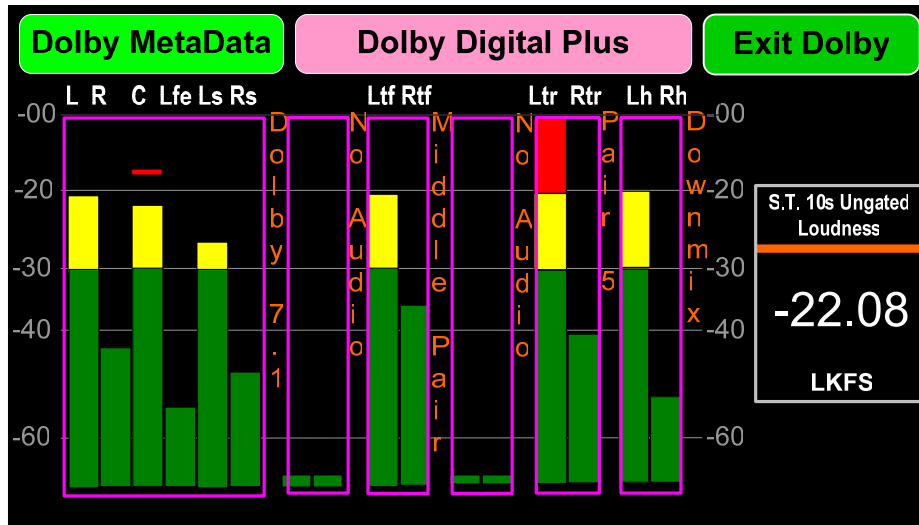 Dolby MetaData
Dolby Digital Plus
Exit Dolby
L R C Lfe Ls Rs Ltf Rtf Ltr Rtr Lh Rh
-00
-20
-30
-40
-60
Dolby 7.1
No Audio
Middle Pair
No Audio
Pair 5
Downmix
-00
-20
-30
-40
-60
S.T. 10s Ungated
Loudness
-22.08
LKFS